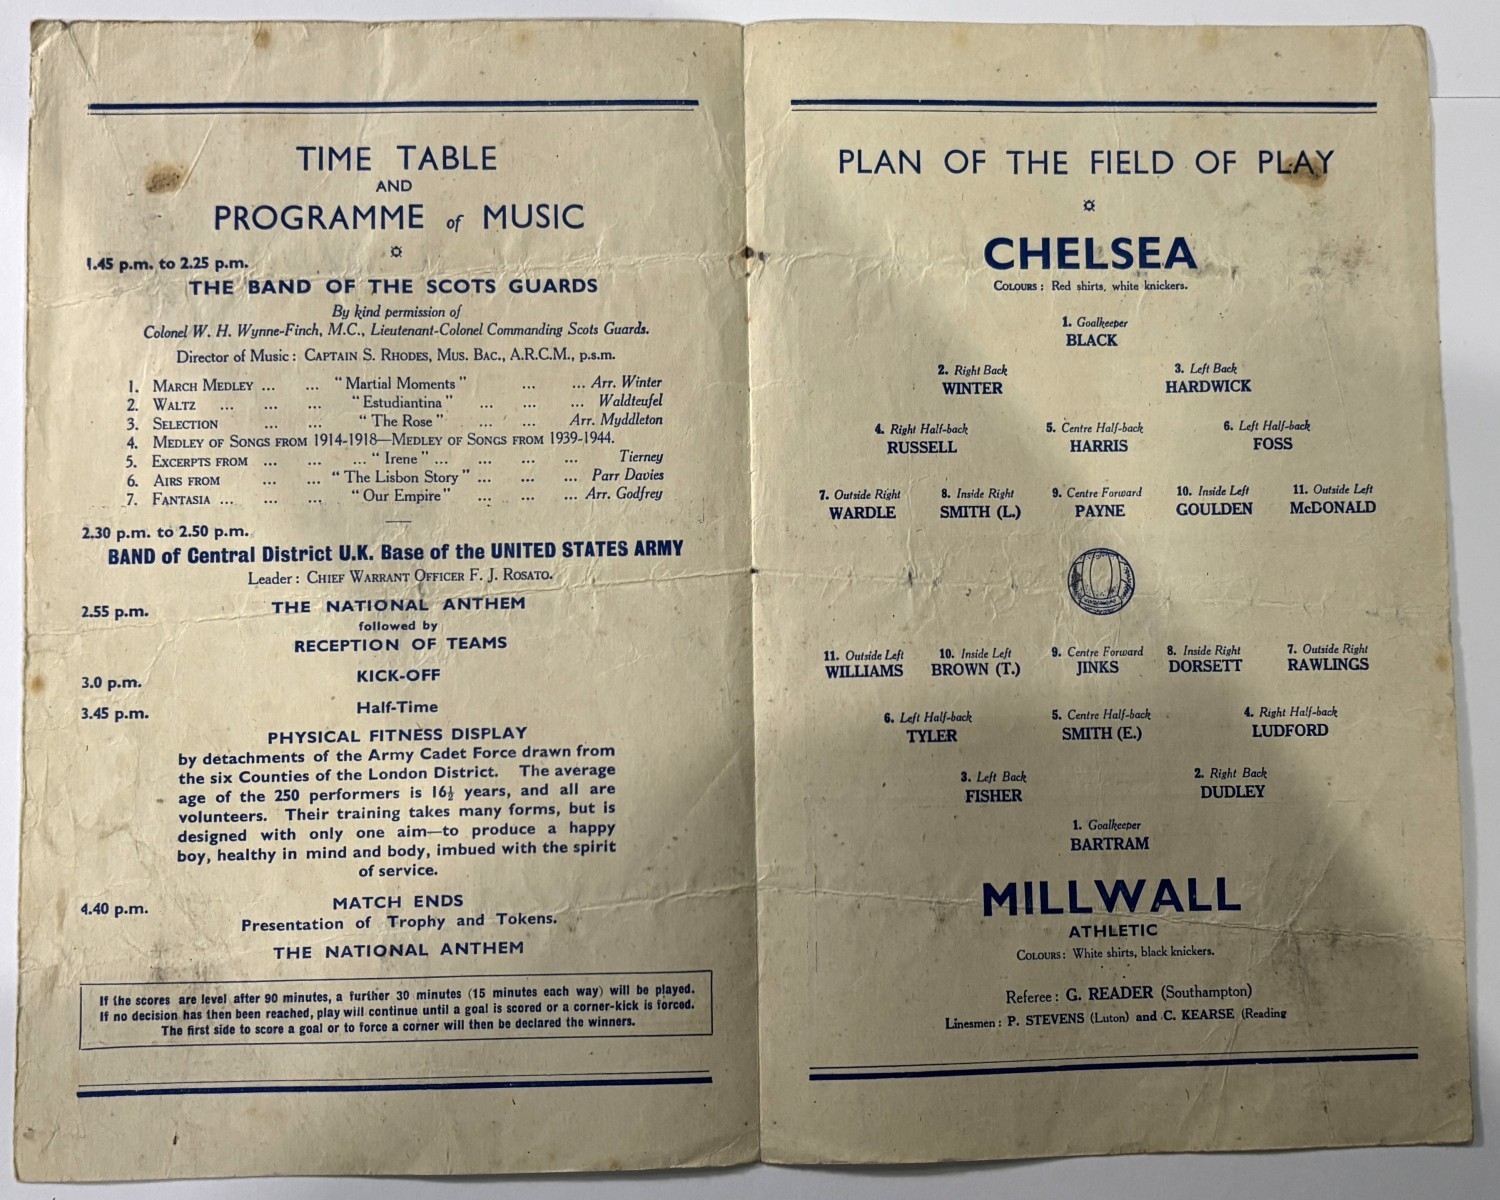 TIME TABLE
AND
PROGRAMME of MUSIC
1.45 p.m. to 2.25 p.m.
THE BAND OF THE SCOTS GUARDS
By kind permission of
Colonel W. H. Wynne-Finch, M.C., Lieutenant-Colonel Commanding Scots Guards.
Director of Music : CAPTAIN S. RHODES, MUS. BAC., A.R.C.M., p.s.m.
1. MARCH MEDLEY ... ... "Martial Moments" ... ... Arr. Winter
2. WALTZ ... ... ... "Estudiantina" ... ... ... Waldteufel
3. SELECTION ... ... "The Rose" ... ... Arr. Myddleton
4. MEDLEY OF SONGS FROM 1914-1918—MEDLEY OF SONGS FROM 1939-1944.
5. EXCERPTS FROM ... ... ... "Irene" ... ... ... ... Tierney
6. AIRS FROM ... ... "The Lisbon Story" ... ... ... Parr Davies
7. FANTASIA ... ... ... "Our Empire" ... ... ... Arr. Godfrey
2.30 p.m. to 2.50 p.m.
BAND of Central District U.K. Base of the UNITED STATES ARMY
Leader : CHIEF WARRANT OFFICER F. J. ROSATO.
2.55 p.m. THE NATIONAL ANTHEM
followed by
RECEPTION OF TEAMS
3.0 p.m. KICK-OFF
3.45 p.m. Half-Time
PHYSICAL FITNESS DISPLAY
by detachments of the Army Cadet Force drawn from
the six Counties of the London District. The average
age of the 250 performers is 16½ years, and all are
volunteers. Their training takes many forms, but is
designed with only one aim—to produce a happy
boy, healthy in mind and body, imbued with the spirit
of service.
4.40 p.m. MATCH ENDS
Presentation of Trophy and Tokens.
THE NATIONAL ANTHEM
If the scores are level after 90 minutes, a further 30 minutes (15 minutes each way) will be played.
If no decision has then been reached, play will continue until a goal is scored or a corner-kick is forced.
The first side to score a goal or to force a corner will then be declared the winners.
PLAN OF THE FIELD OF PLAY
CHELSEA
COLOURS : Red shirts, white knickers.
1. Goalkeeper
BLACK
2. Right Back 3. Left Back
WINTER HARDWICK
4. Right Half-back 5. Centre Half-back 6. Left Half-back
RUSSELL HARRIS FOSS
7. Outside Right 8. Inside Right 9. Centre Forward 10. Inside Left 11. Outside Left
WARDLE SMITH (L.) PAYNE GOULDEN McDONALD
11. Outside Left 10. Inside Left 9. Centre Forward 8. Inside Right 7. Outside Right
WILLIAMS BROWN (T.) JINKS DORSETT RAWLINGS
6. Left Half-back 5. Centre Half-back 4. Right Half-back
TYLER SMITH (E.) LUDFORD
3. Left Back 2. Right Back
FISHER DUDLEY
1. Goalkeeper
BARTRAM
MILLWALL
ATHLETIC
COLOURS : White shirts, black knickers.
Referee : G. READER (Southampton)
Linesmen : P. STEVENS (Luton) and C. KEARSE (Reading